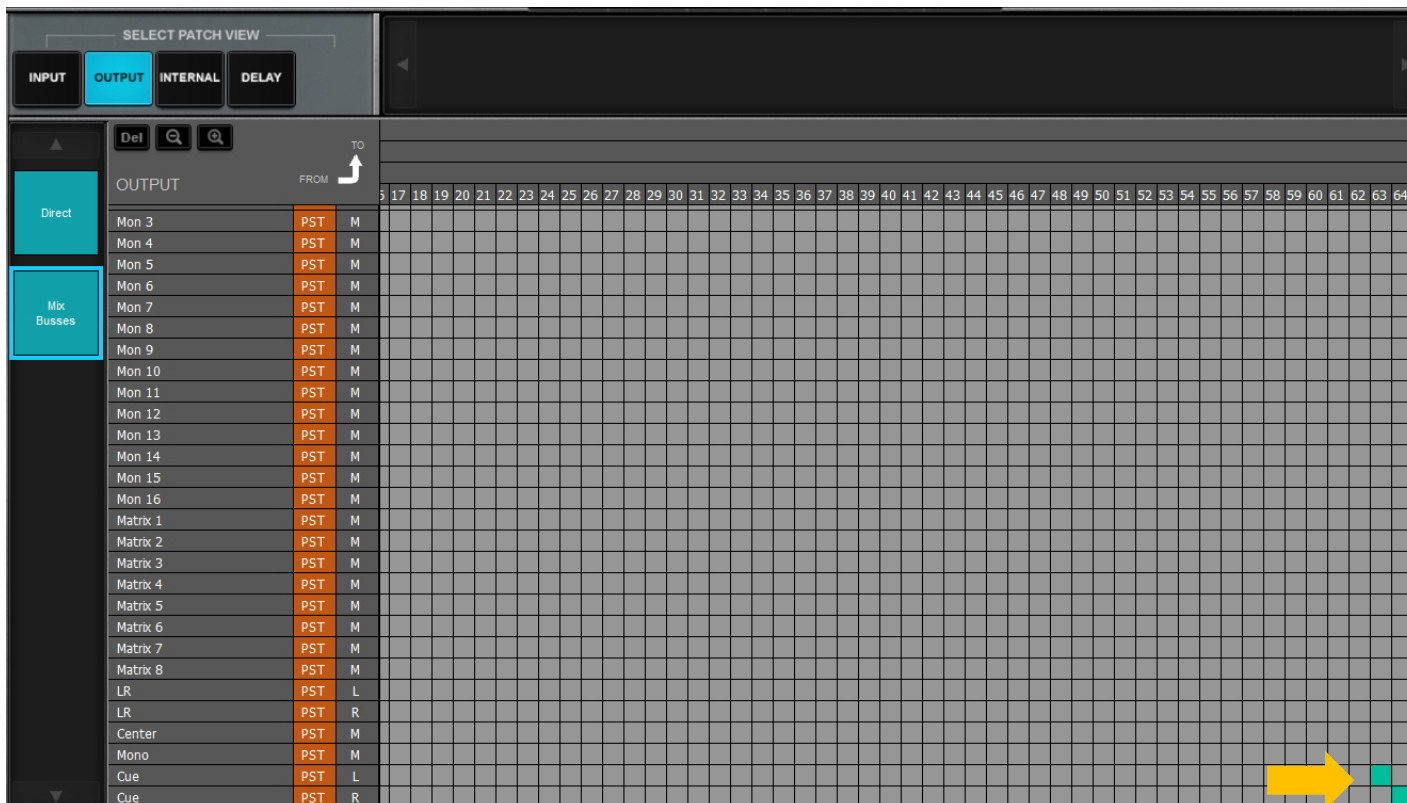 SELECT PATCH VIEW
INPUT OUTPUT INTERNAL DELAY
Del
TO
OUTPUT FROM
17 18 19 20 21 22 23 24 25 26 27 28 29 30 31 32 33 34 35 36 37 38 39 40 41 42 43 44 45 46 47 48 49 50 51 52 53 54 55 56 57 58 59 60 61 62 63 64
Direct
Mix
Busses
Mon 3 PST M
Mon 4 PST M
Mon 5 PST M
Mon 6 PST M
Mon 7 PST M
Mon 8 PST M
Mon 9 PST M
Mon 10 PST M
Mon 11 PST M
Mon 12 PST M
Mon 13 PST M
Mon 14 PST M
Mon 15 PST M
Mon 16 PST M
Matrix 1 PST M
Matrix 2 PST M
Matrix 3 PST M
Matrix 4 PST M
Matrix 5 PST M
Matrix 6 PST M
Matrix 7 PST M
Matrix 8 PST M
LR PST L
LR PST R
Center PST M
Mono PST M
Cue PST L
Cue PST R